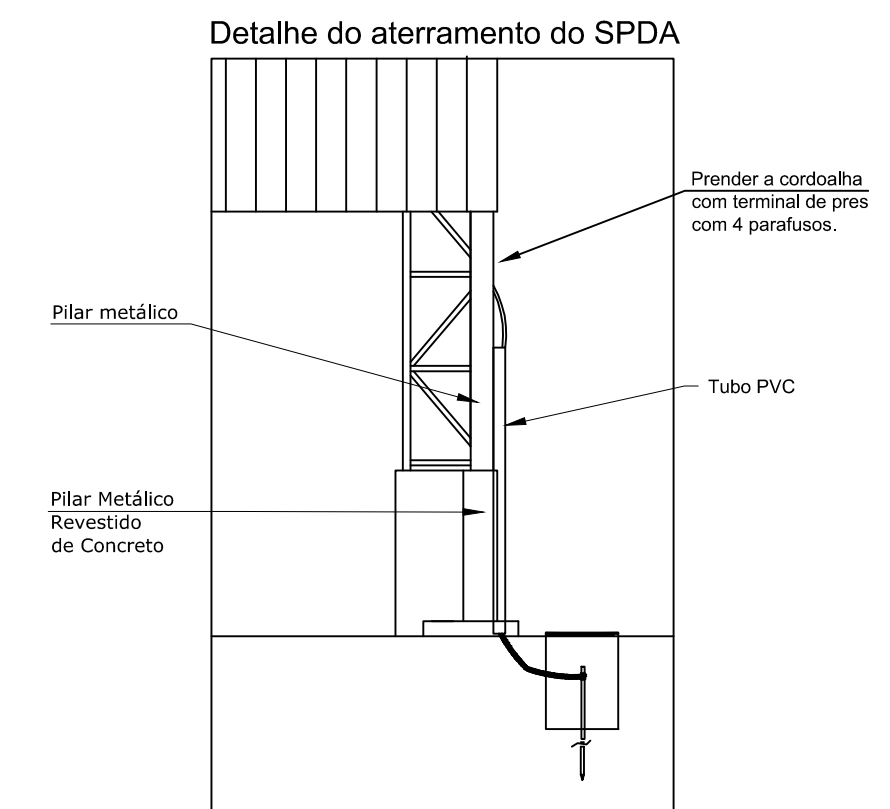 Detalhe do aterramento do SPDA
Prender a cordoalha
com terminal de pres
com 4 parafusos.
Pilar metálico
Tubo PVC
Pilar Metálico
Revestido
de Concreto